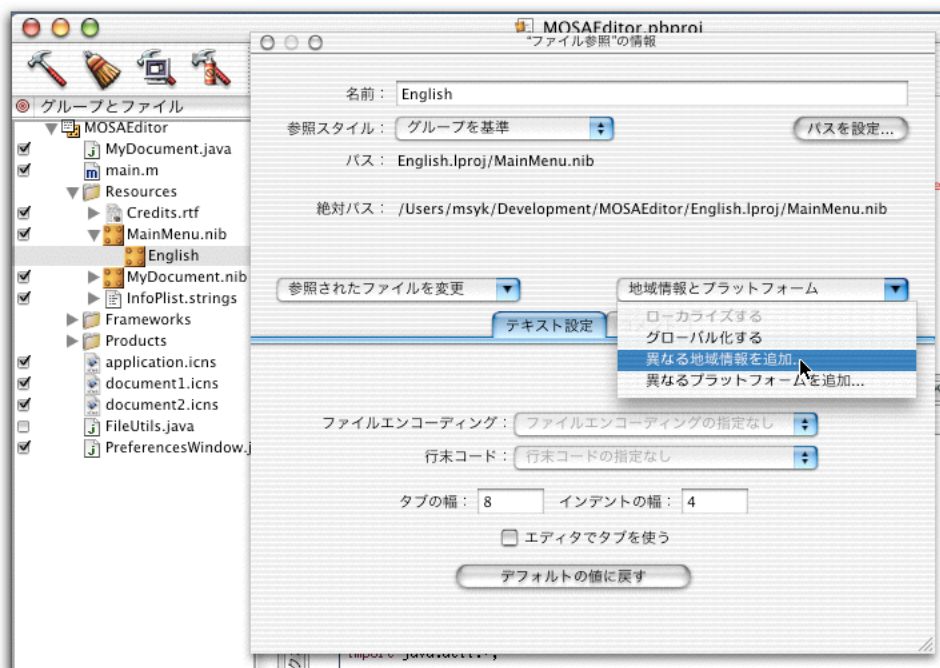 MOSAEditor.pbproj
"ファイル参照"の情報
グループとファイル
MOSAEditor
MyDocument.java
main.m
Resources
Credits.rtf
MainMenu.nib
English
MyDocument.nib
InfoPlist.strings
Frameworks
Products
application.icns
document1.icns
document2.icns
FileUtils.java
PreferencesWindow.j
名前： English
参照スタイル： グループを基準 パスを設定...
パス： English.lproj/MainMenu.nib
絶対パス： /Users/msyk/Development/MOSAEditor/English.lproj/MainMenu.nib
参照されたファイルを変更 地域情報とプラットフォーム
テキスト設定
ローカライズする
グローバル化する
異なる地域情報を追加...
異なるプラットフォームを追加...
ファイルエンコーディング： ファイルエンコーディングの指定なし
行末コード： 行末コードの指定なし
タブの幅： 8 インデントの幅： 4
エディタでタブを使う
デフォルトの値に戻す